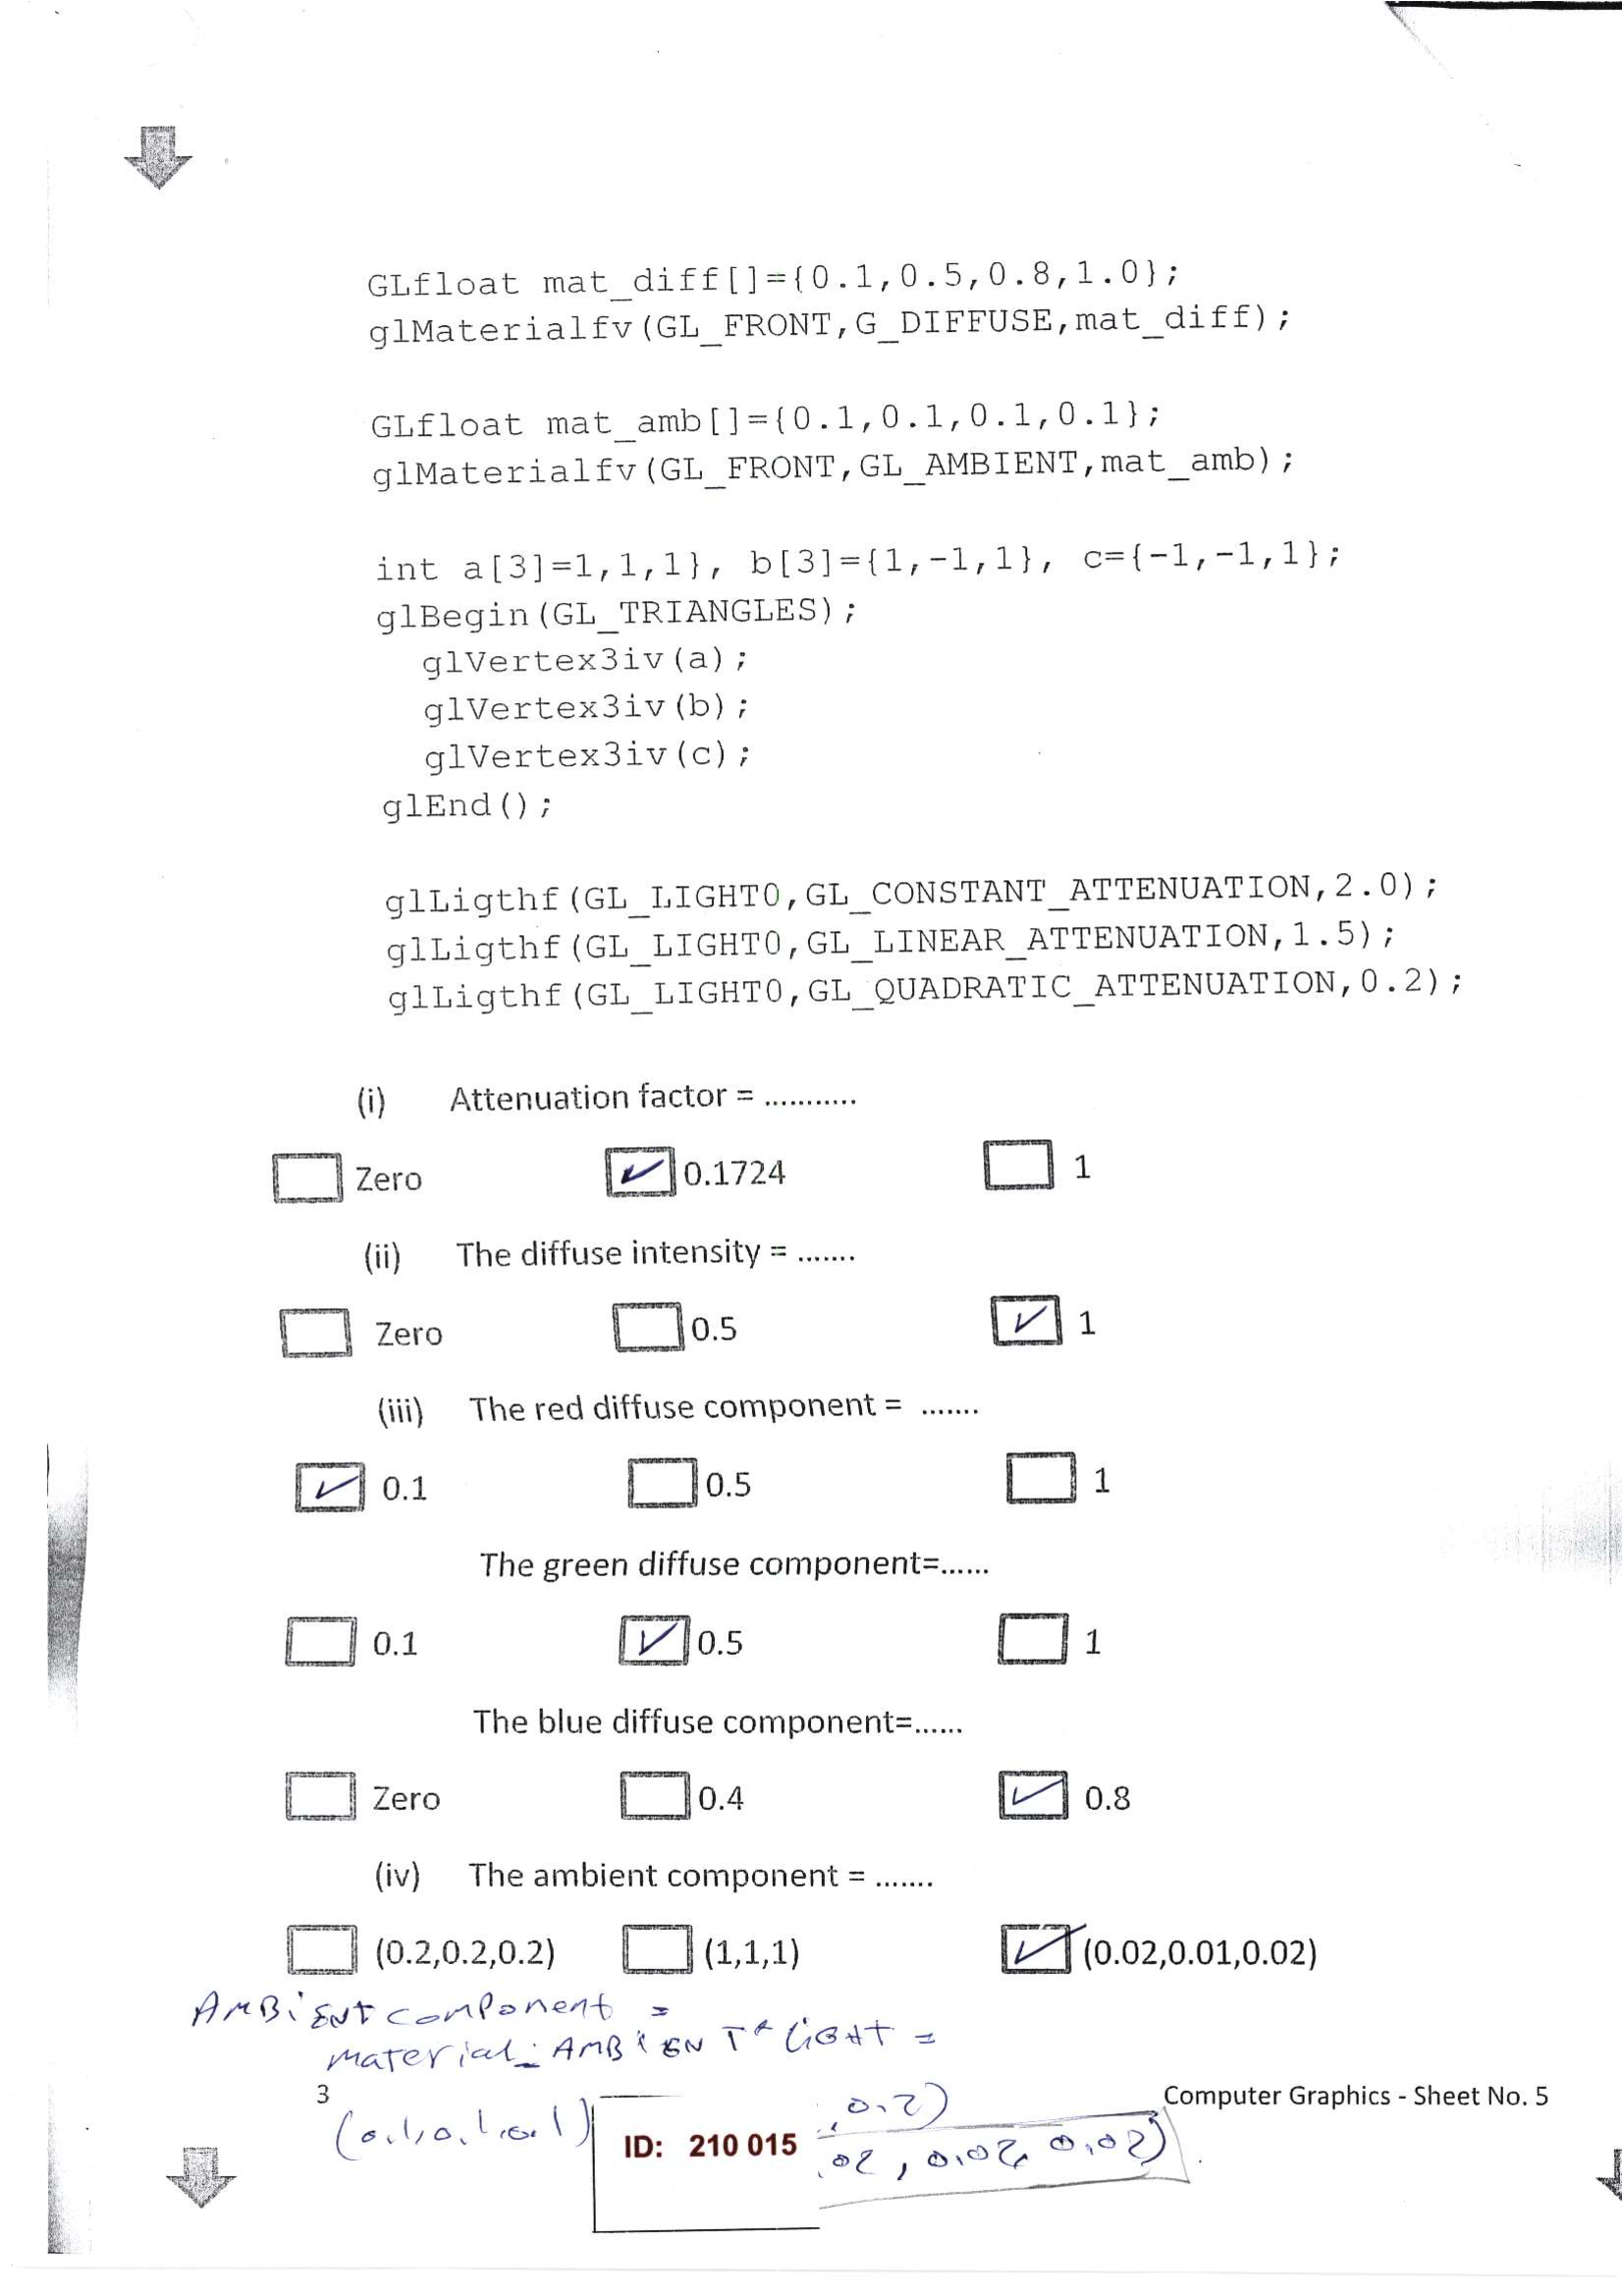 GLfloat mat_diff[]={0.1,0.5,0.8,1.0};
glMaterialfv(GL_FRONT,G_DIFFUSE,mat_diff);
GLfloat mat_amb[]={0.1,0.1,0.1,0.1};
glMaterialfv(GL_FRONT,GL_AMBIENT,mat_amb);
int a[3]=1,1,1}, b[3]={1,-1,1}, c={-1,-1,1};
glBegin(GL_TRIANGLES);
glVertex3iv(a);
glVertex3iv(b);
glVertex3iv(c);
glEnd();
glLigthf(GL_LIGHT0,GL_CONSTANT_ATTENUATION,2.0);
glLigthf(GL_LIGHT0,GL_LINEAR_ATTENUATION,1.5);
glLigthf(GL_LIGHT0,GL_QUADRATIC_ATTENUATION,0.2);
(i) Attenuation factor = ...........
Zero 0.1724 1
(ii) The diffuse intensity = .......
Zero 0.5 1
(iii) The red diffuse component = .......
0.1 0.5 1
The green diffuse component=......
0.1 0.5 1
The blue diffuse component=......
Zero 0.4 0.8
(iv) The ambient component = .......
(0.2,0.2,0.2) (1,1,1) (0.02,0.01,0.02)
AMBiENT component =
material_AMBiENT * LiGHT =
3 Computer Graphics - Sheet No. 5
(0.1,0.1,0.1) ,0.2)
ID: 210 015 .02, 0.02, 0.02)